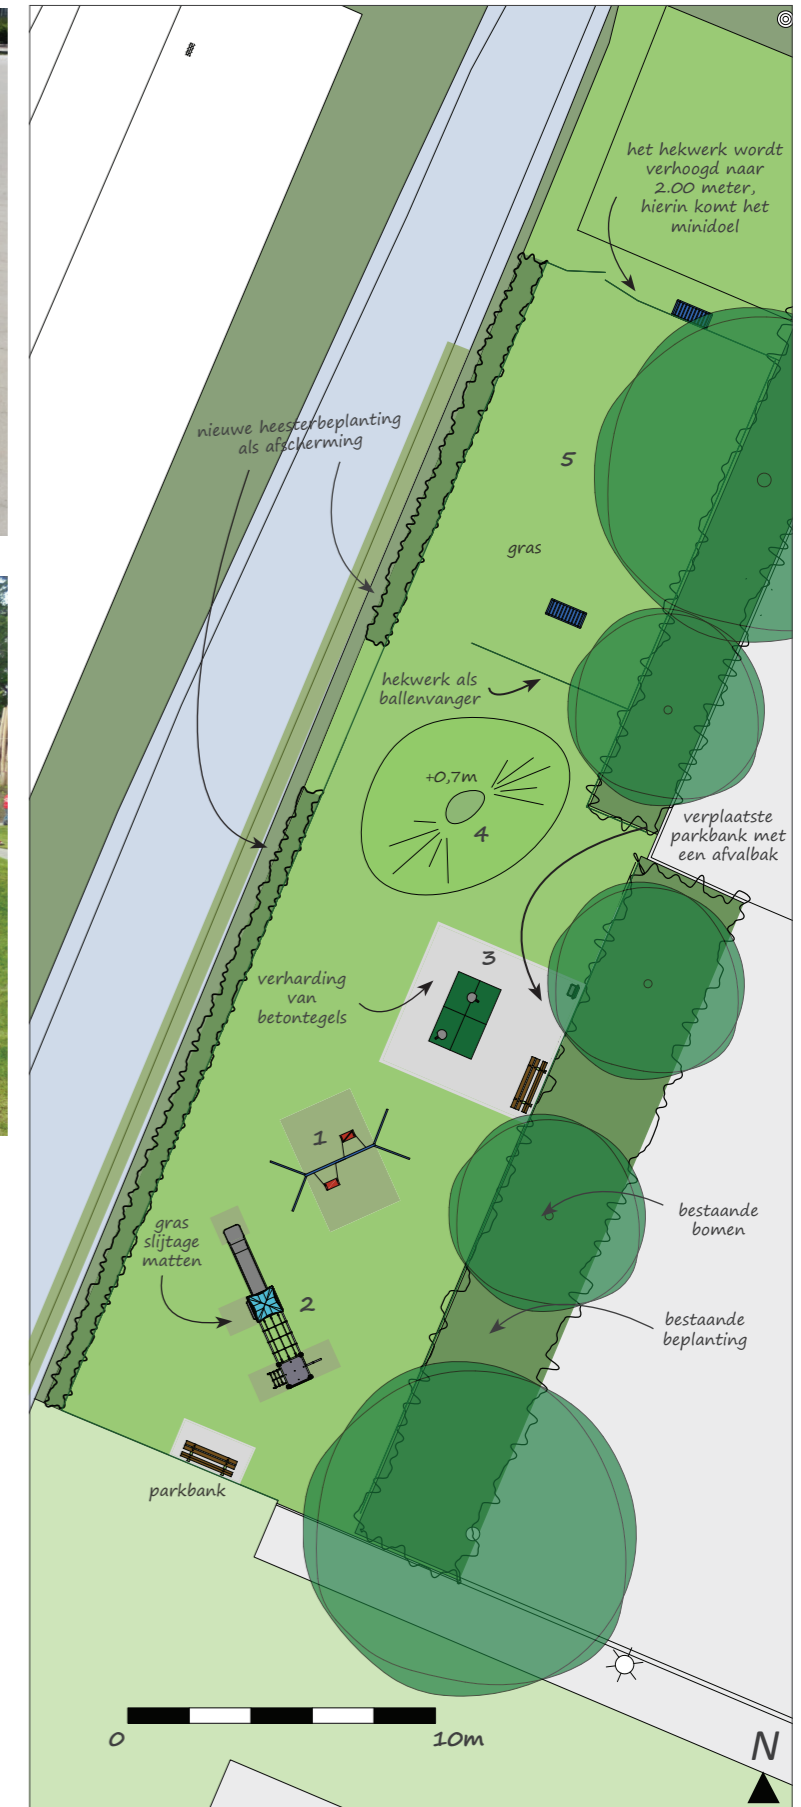 het hekwerk wordt
verhoogd naar
2.00 meter,
hierin komt het
minidoel
nieuwe heesterbeplanting
als afscherming
5
gras
hekwerk als
ballenvanger
+0,7m
4
verplaatste
parkbank met
een afvalbak
3
verharding
van
betontegels
1
gras
slijtage
matten
2
bestaande
bomen
bestaande
beplanting
parkbank
0
10m
N